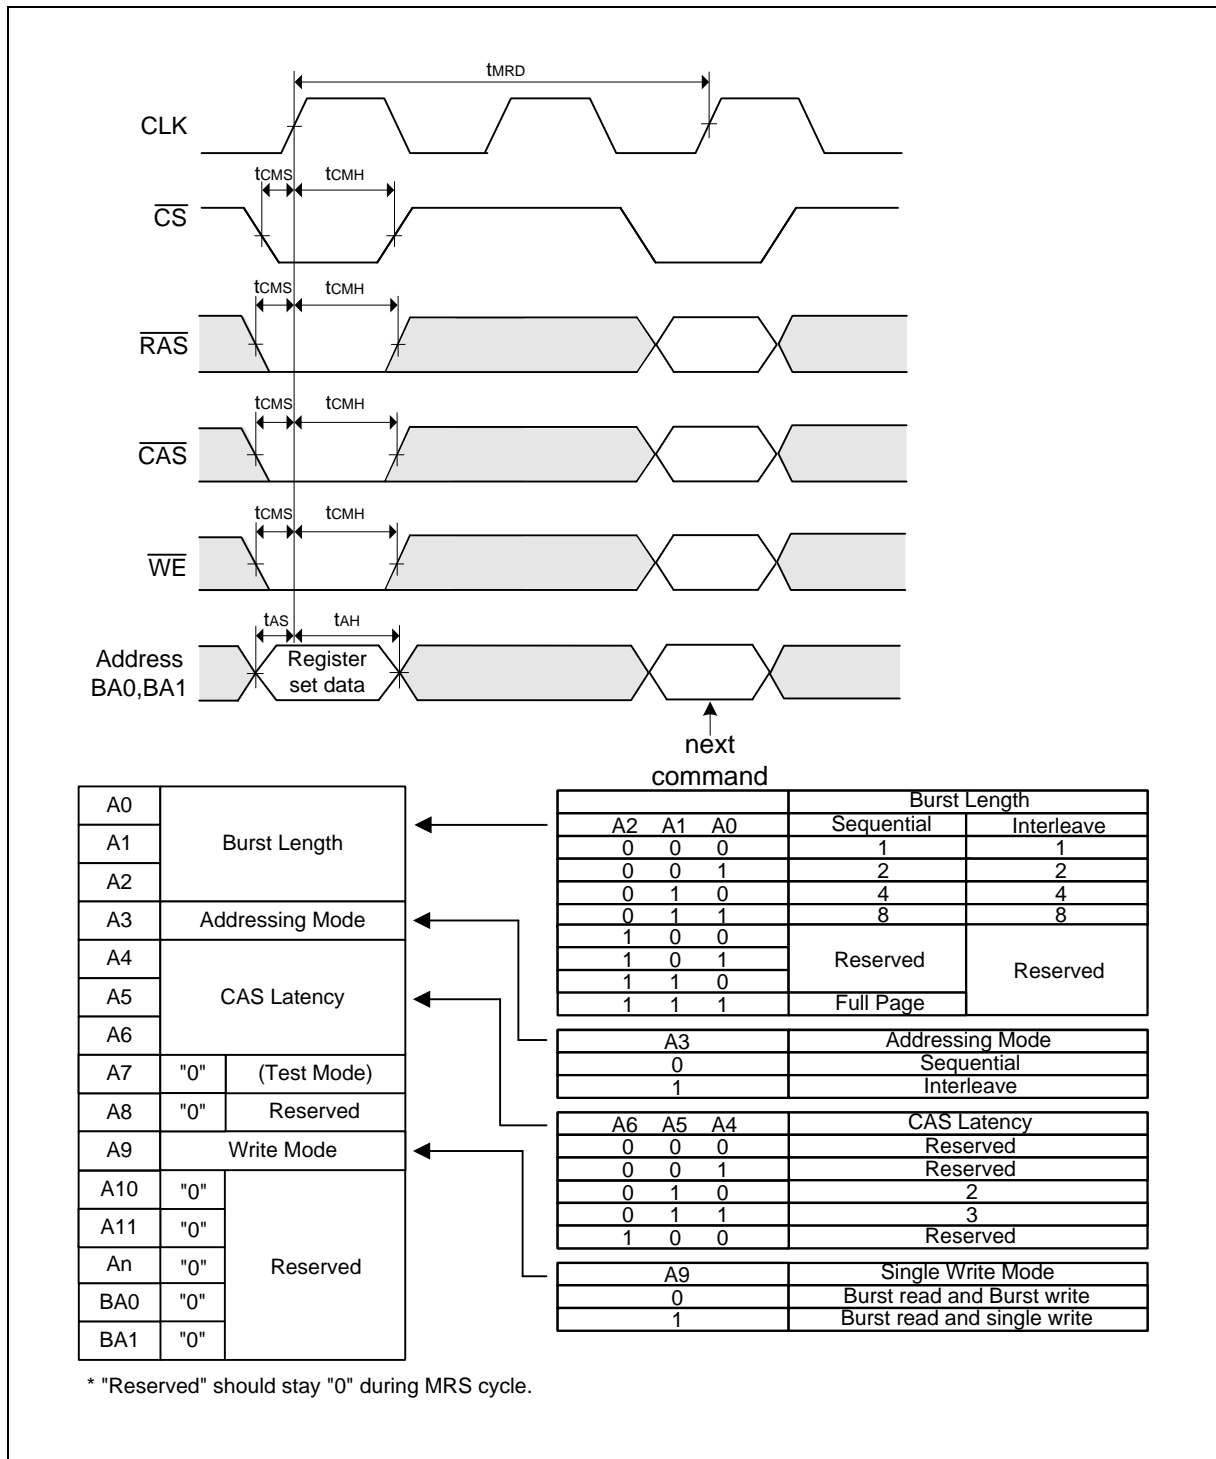 tMRD
CLK
tCMS tCMH
CS
tCMS tCMH
RAS
tCMS tCMH
CAS
tCMS tCMH
WE
tAS tAH
Address
BA0,BA1
Register
set data
next
command
A0
A1
A2
Burst Length
A3 Addressing Mode
A4
A5
A6
CAS Latency
A7 "0" (Test Mode)
A8 "0" Reserved
A9 Write Mode
A10 "0"
A11 "0"
An "0" Reserved
BA0 "0"
BA1 "0"
Burst Length
A2 A1 A0 Sequential Interleave
0 0 0 1 1
0 0 1 2 2
0 1 0 4 4
0 1 1 8 8
1 0 0
1 0 1 Reserved Reserved
1 1 0
1 1 1 Full Page
A3 Addressing Mode
0 Sequential
1 Interleave
A6 A5 A4 CAS Latency
0 0 0 Reserved
0 0 1 Reserved
0 1 0 2
0 1 1 3
1 0 0 Reserved
A9 Single Write Mode
0 Burst read and Burst write
1 Burst read and single write
* "Reserved" should stay "0" during MRS cycle.